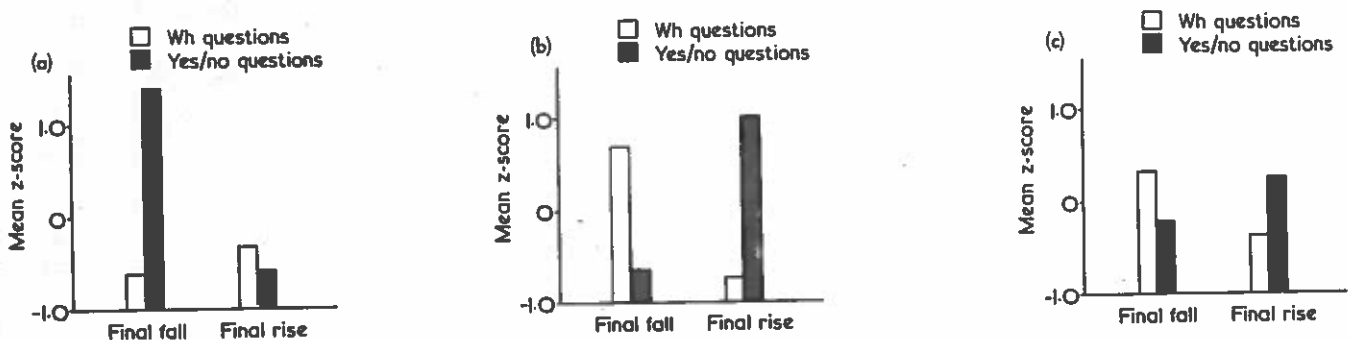 (a)
Wh questions
Yes/no questions
Mean z-score
1.0
0
-1.0
Final fall Final rise
(b)
Wh questions
Yes/no questions
Mean z-score
1.0
0
-1.0
Final fall Final rise
(c)
Wh questions
Yes/no questions
Mean z-score
1.0
0
-1.0
Final fall Final rise